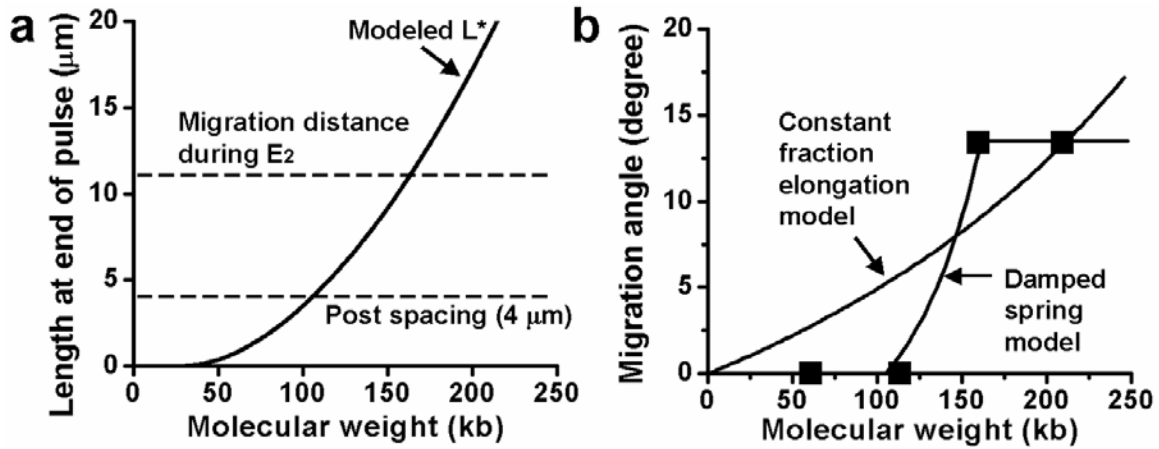 a
Length at end of pulse (μm)
20
15
10
5
0
Modeled L*
Migration distance
during E₂
Post spacing (4 μm)
0 50 100 150 200 250
Molecular weight (kb)
b
Migration angle (degree)
20
15
10
5
0
Constant
fraction
elongation
model
Damped
spring
model
0 50 100 150 200 250
Molecular weight (kb)